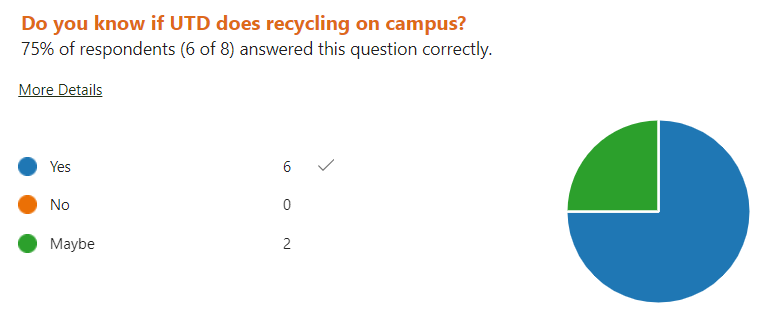 Do you know if UTD does recycling on campus?
75% of respondents (6 of 8) answered this question correctly.
More Details
Yes 6
No 0
Maybe 2